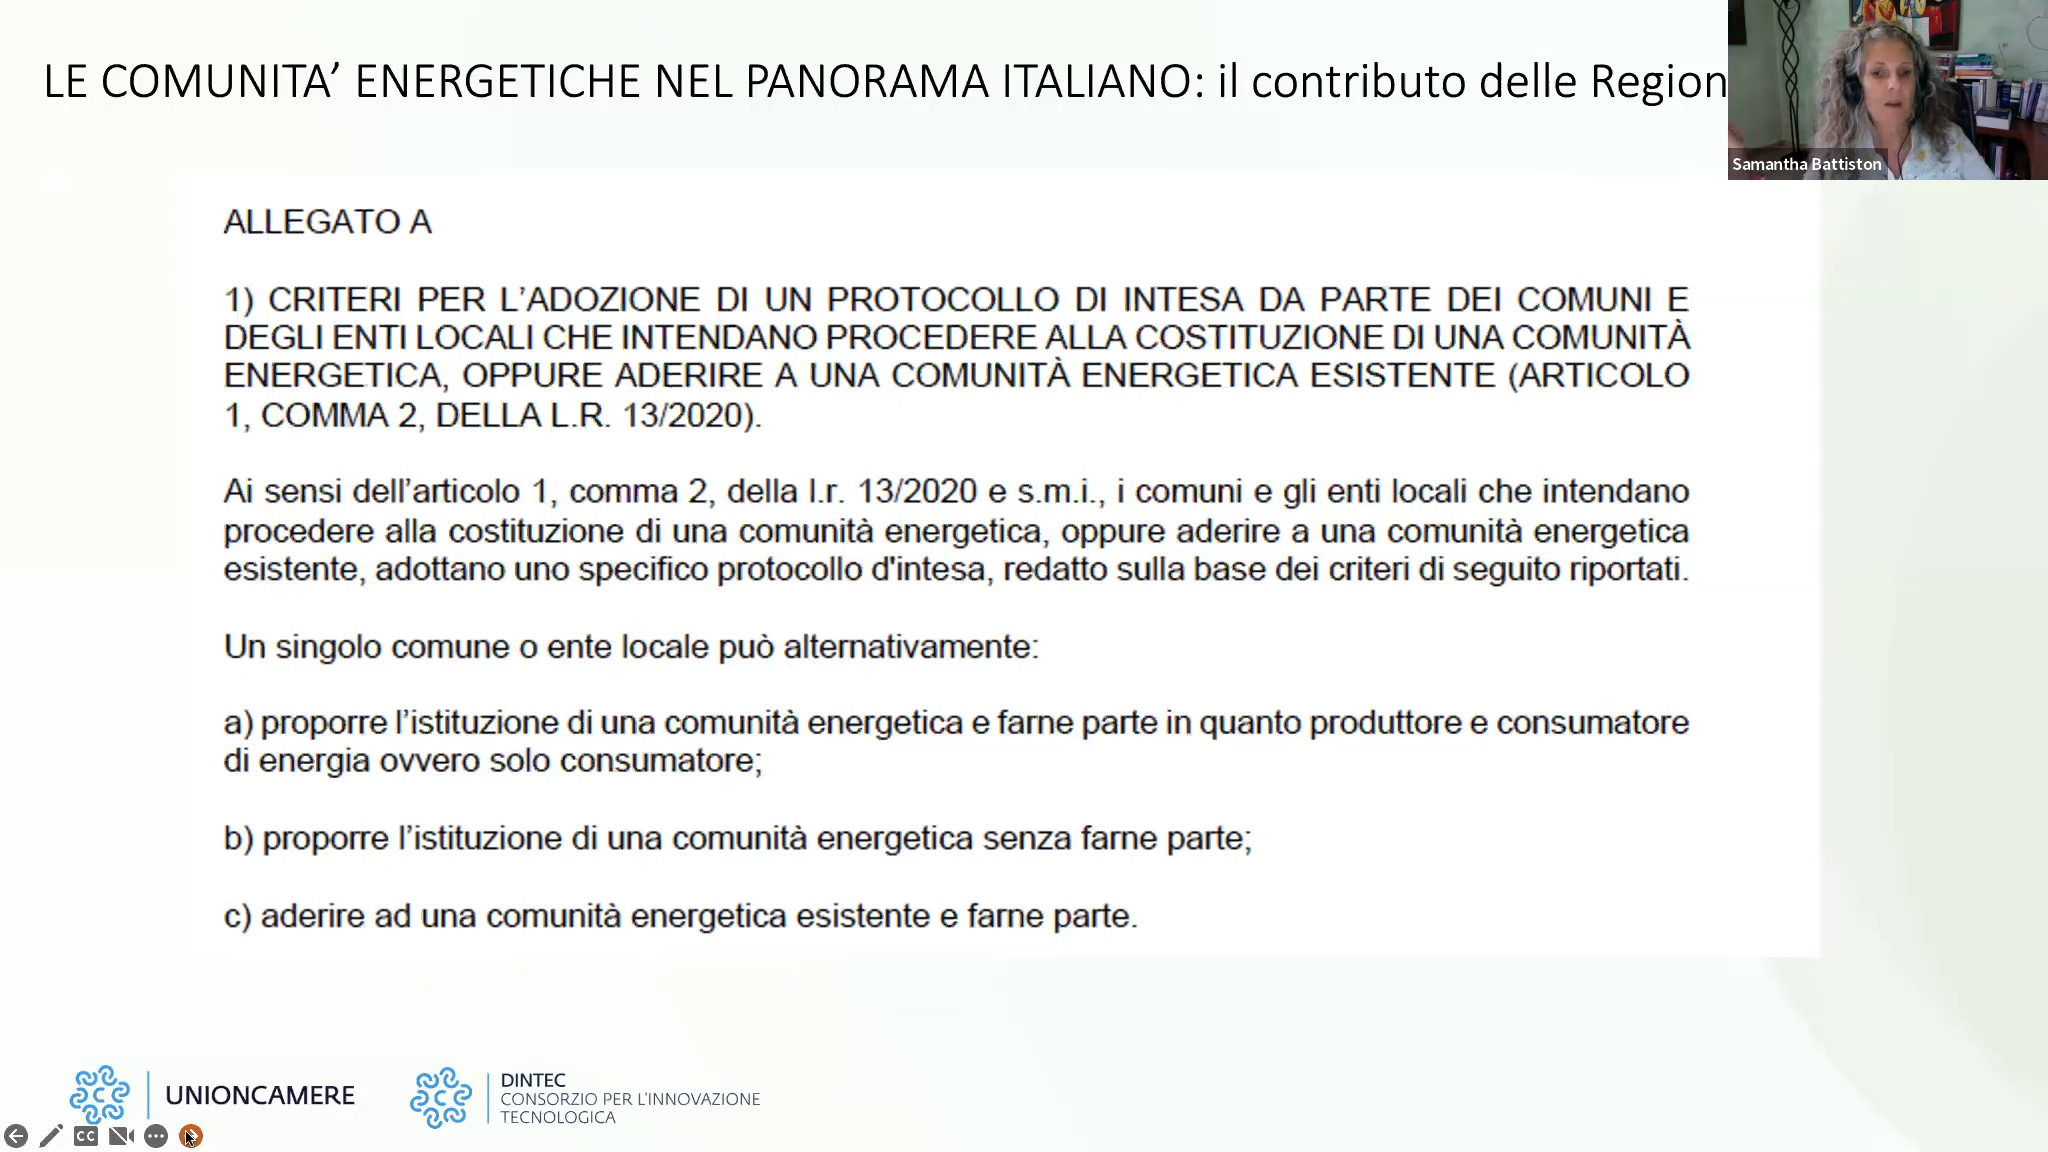 LE COMUNITA’ ENERGETICHE NEL PANORAMA ITALIANO: il contributo delle Region
Samantha Battiston
ALLEGATO A
1) CRITERI PER L’ADOZIONE DI UN PROTOCOLLO DI INTESA DA PARTE DEI COMUNI E
DEGLI ENTI LOCALI CHE INTENDANO PROCEDERE ALLA COSTITUZIONE DI UNA COMUNITÀ
ENERGETICA, OPPURE ADERIRE A UNA COMUNITÀ ENERGETICA ESISTENTE (ARTICOLO
1, COMMA 2, DELLA L.R. 13/2020).
Ai sensi dell’articolo 1, comma 2, della l.r. 13/2020 e s.m.i., i comuni e gli enti locali che intendano
procedere alla costituzione di una comunità energetica, oppure aderire a una comunità energetica
esistente, adottano uno specifico protocollo d'intesa, redatto sulla base dei criteri di seguito riportati.
Un singolo comune o ente locale può alternativamente:
a) proporre l’istituzione di una comunità energetica e farne parte in quanto produttore e consumatore
di energia ovvero solo consumatore;
b) proporre l’istituzione di una comunità energetica senza farne parte;
c) aderire ad una comunità energetica esistente e farne parte.
UNIONCAMERE
DINTEC
CONSORZIO PER L’INNOVAZIONE
TECNOLOGICA
CC